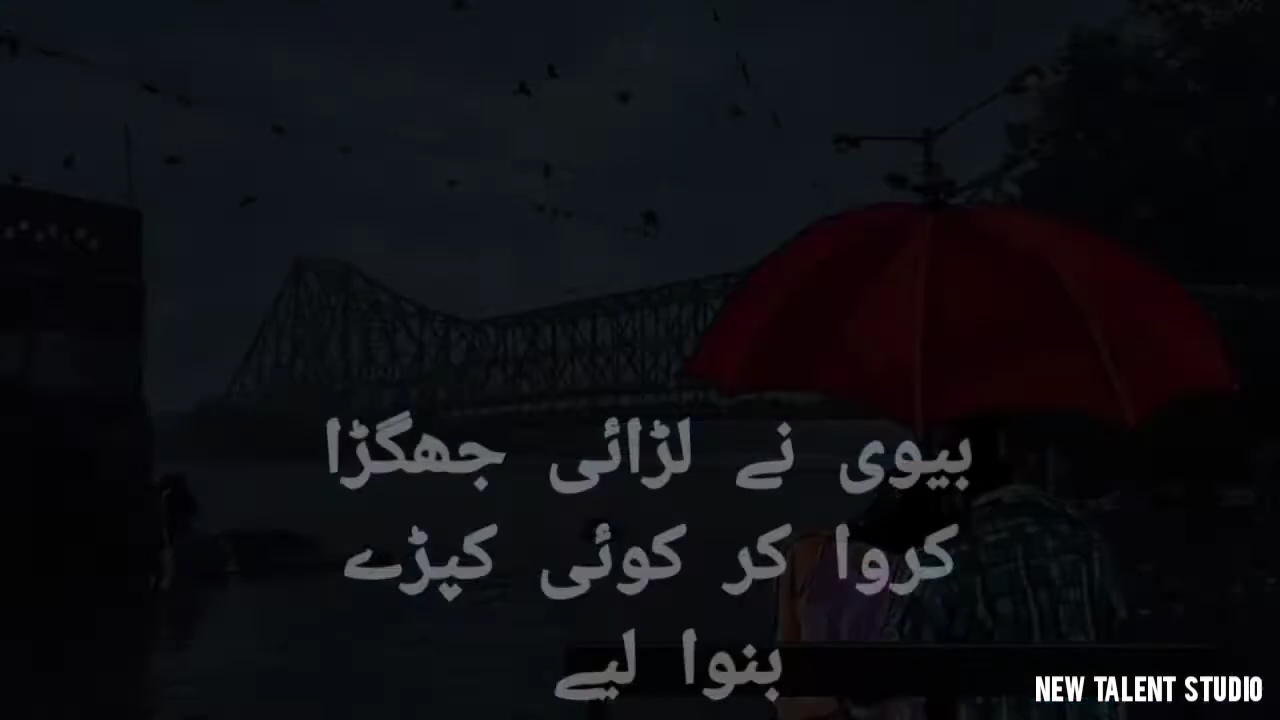 بیوی نے لڑائی جھگڑا
کروا کر کوئی کپڑے
بنوا لیے
NEW TALENT STUDIO